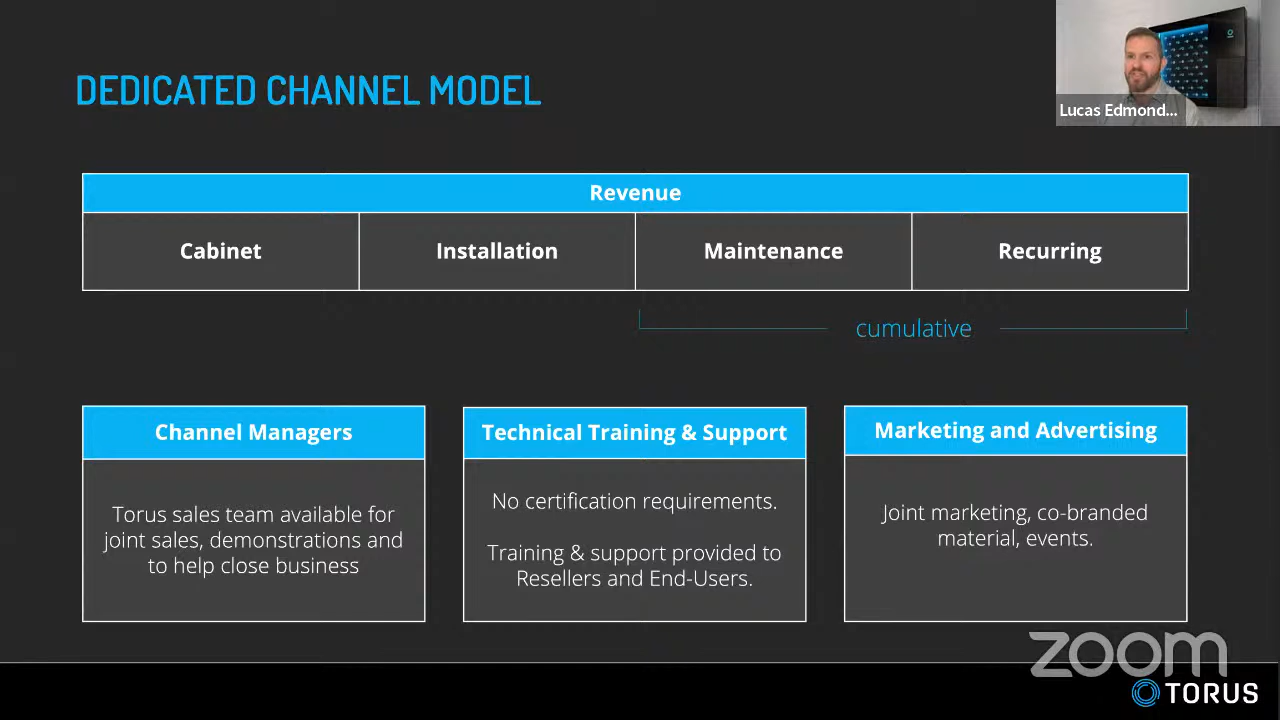 Lucas Edmond...
DEDICATED CHANNEL MODEL
Revenue
Cabinet
Installation
Maintenance
Recurring
cumulative
Channel Managers
Torus sales team available for
joint sales, demonstrations and
to help close business
Technical Training & Support
No certification requirements.
Training & support provided to
Resellers and End-Users.
Marketing and Advertising
Joint marketing, co-branded
material, events.
zoom
TORUS